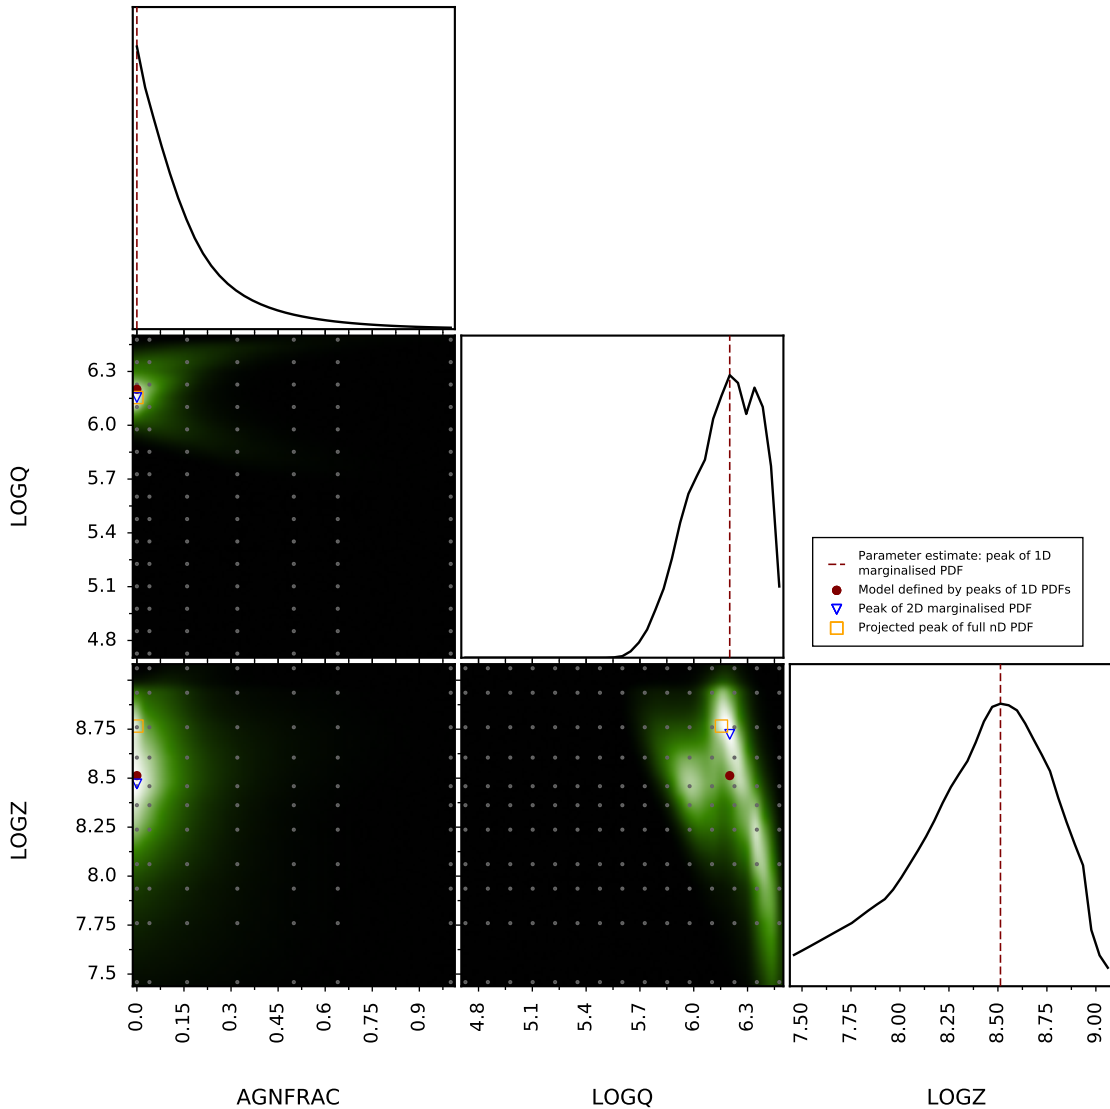 6.3
6.0
5.7
5.4
5.1
4.8
LOGQ
Parameter estimate: peak of 1D
marginalised PDF
Model defined by peaks of 1D PDFs
Peak of 2D marginalised PDF
Projected peak of full nD PDF
8.75
8.5
8.25
8.0
7.75
7.5
LOGZ
0.0 0.15 0.3 0.45 0.6 0.75 0.9
4.8 5.1 5.4 5.7 6.0 6.3
7.50 7.75 8.00 8.25 8.50 8.75 9.00
AGNFRAC LOGQ LOGZ